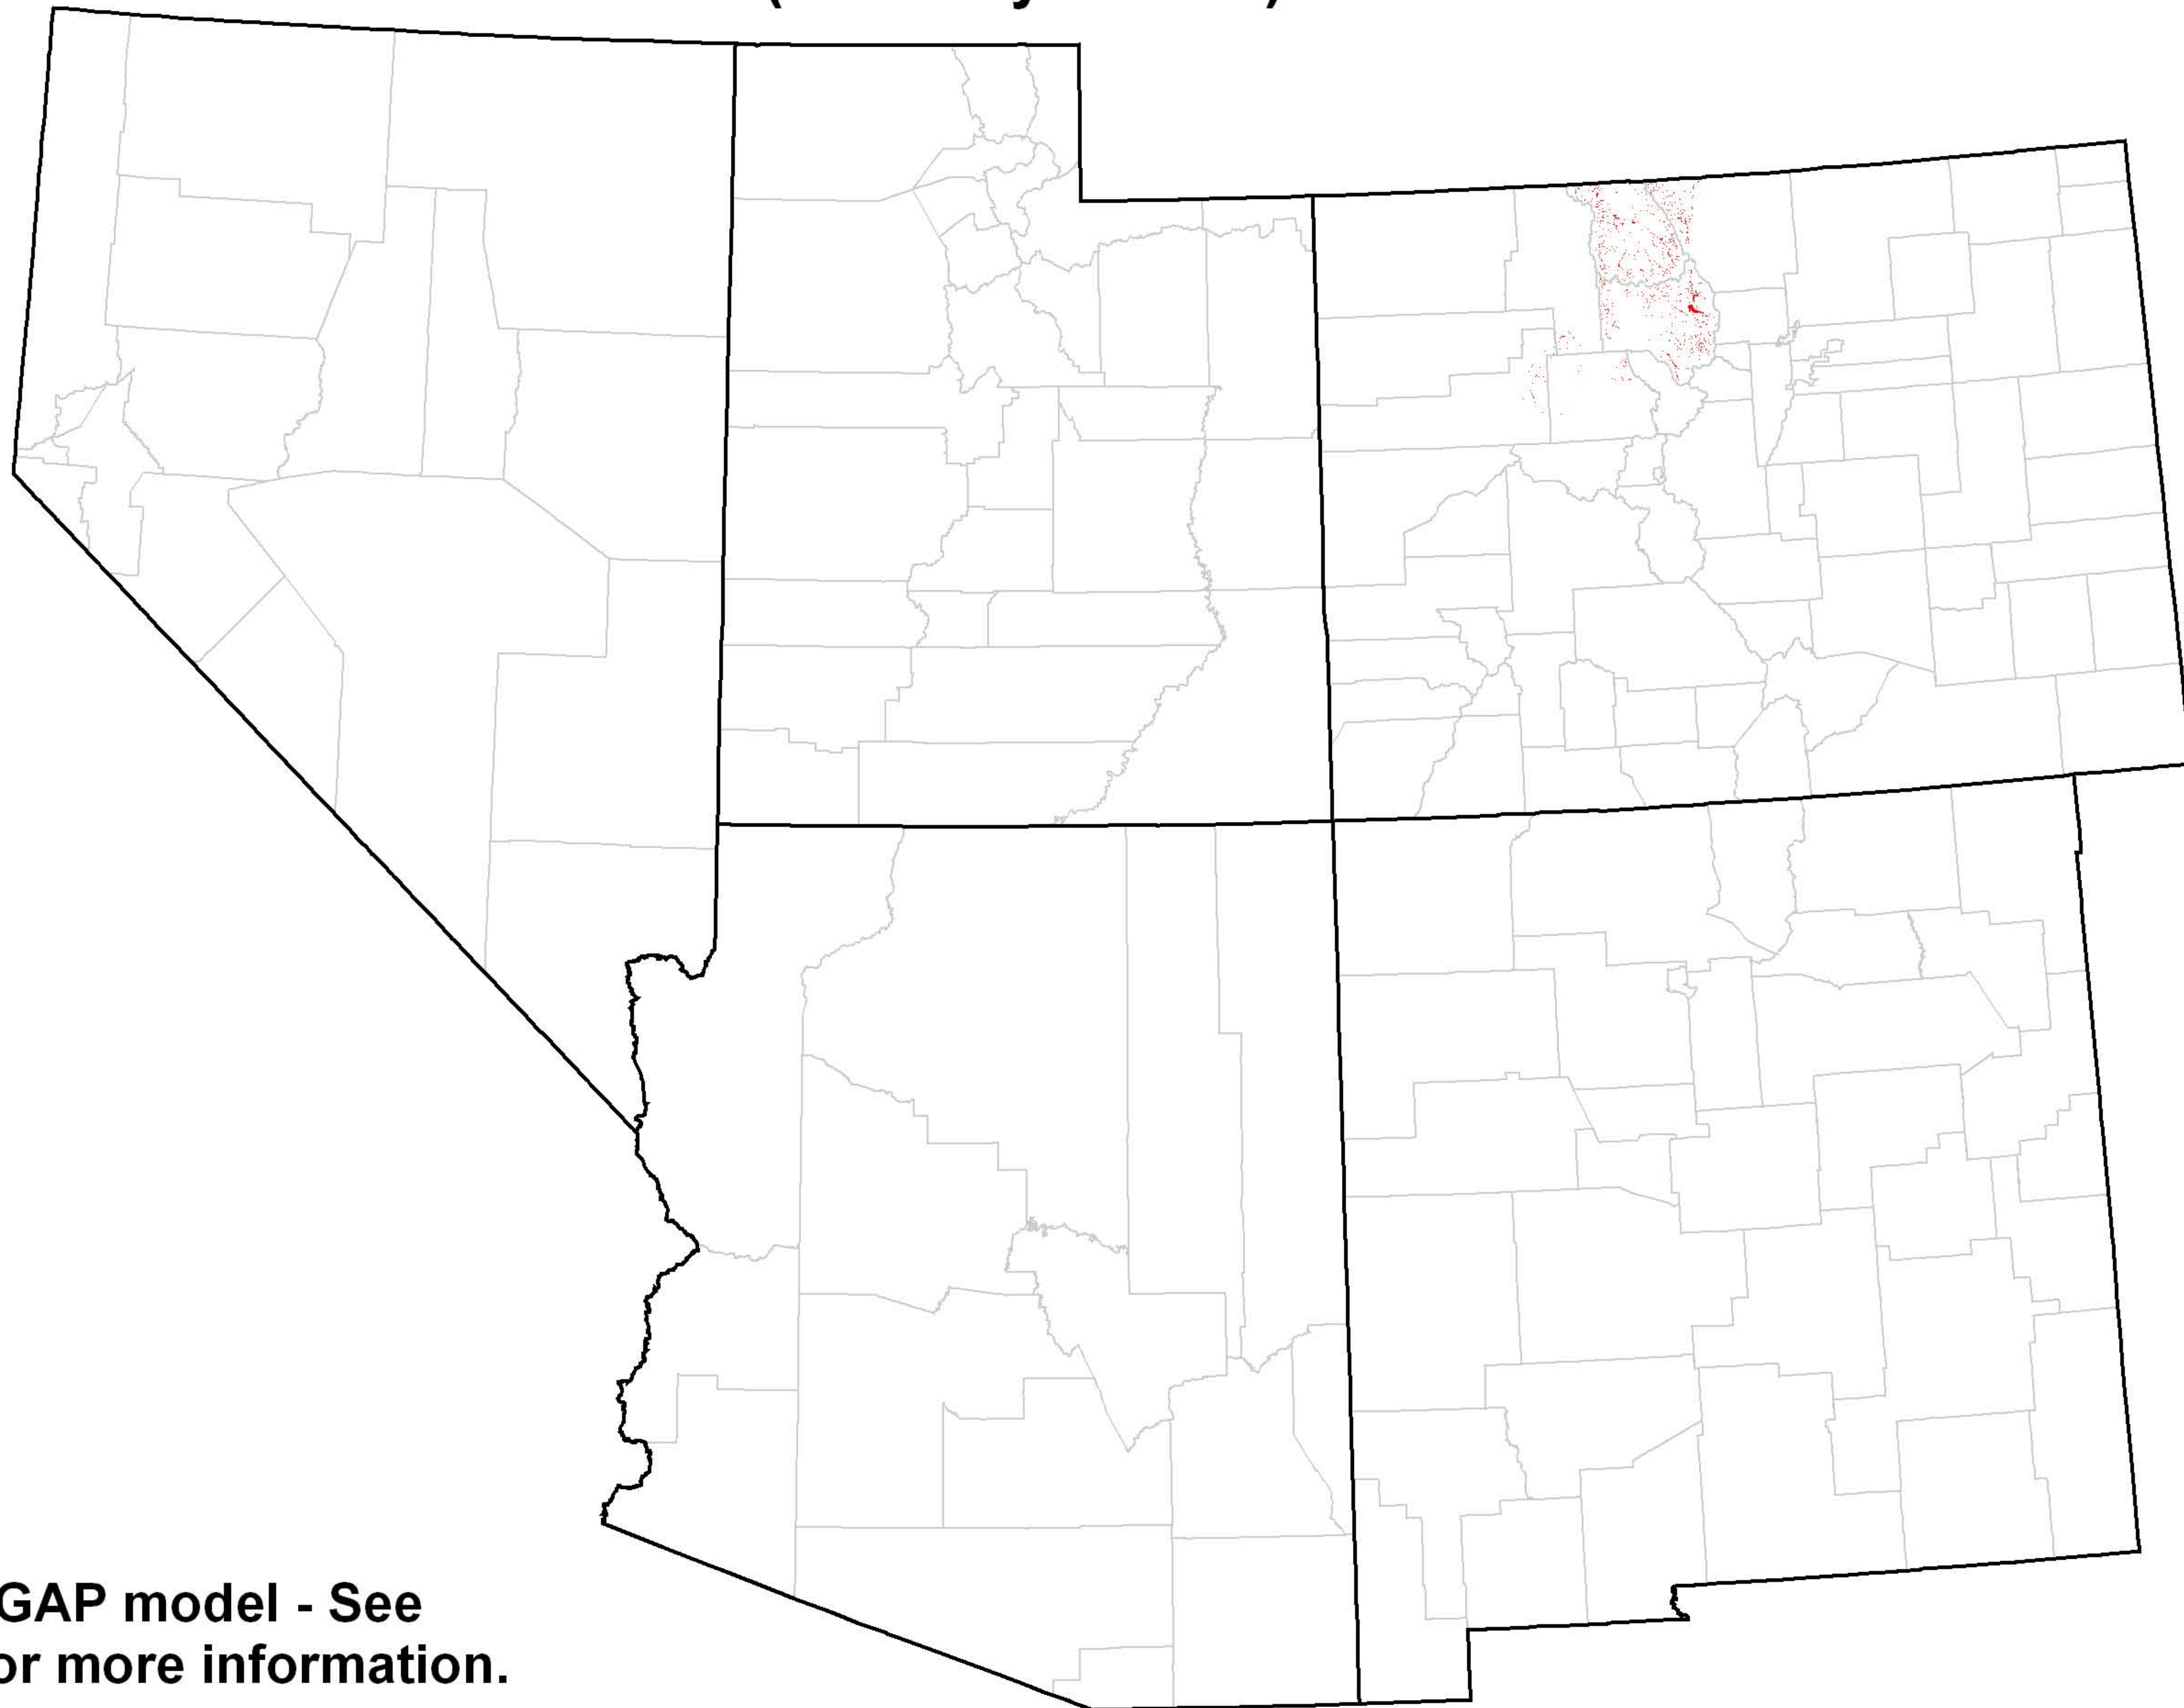 GAP model - See
or more information.